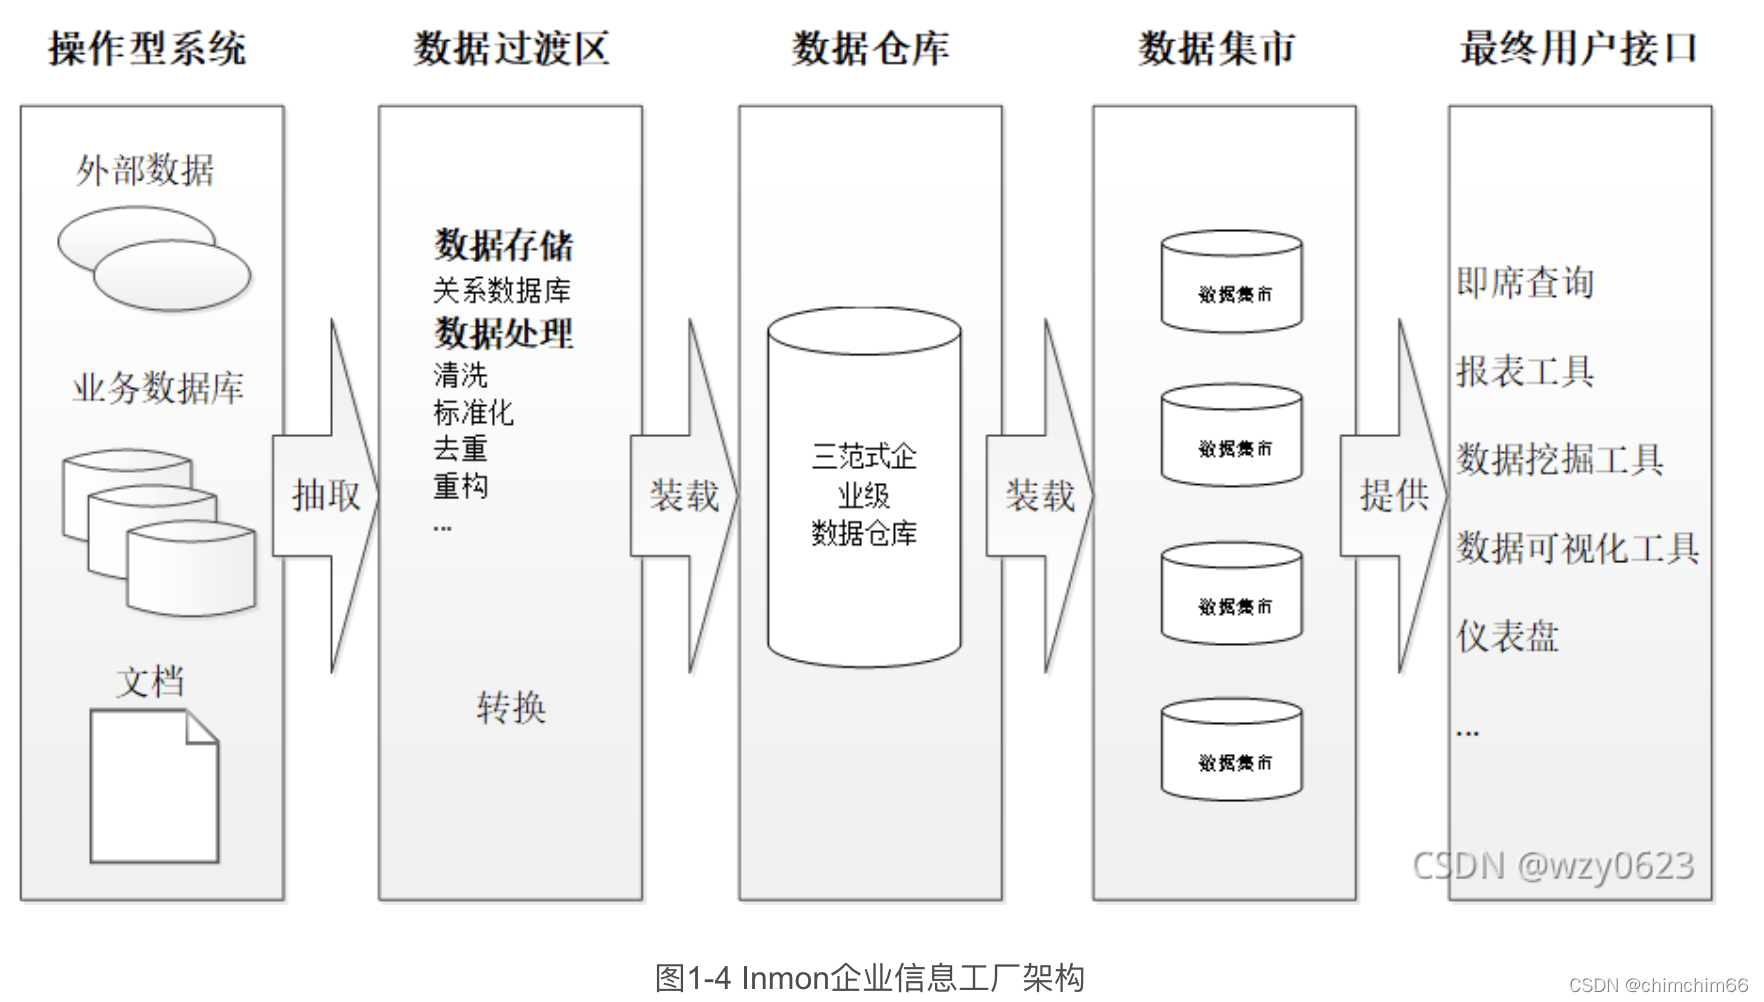 操作型系统
数据过渡区
数据仓库
数据集市
最终用户接口
外部数据
业务数据库
文档
抽取
数据存储
关系数据库
数据处理
清洗
标准化
去重
重构
...
转换
装载
三范式企
业级
数据仓库
装载
数据集市
数据集市
数据集市
数据集市
提供
即席查询
报表工具
数据挖掘工具
数据可视化工具
仪表盘
...
CSDN @wzy0623
图1-4 Inmon企业信息工厂架构
CSDN @chimchim66